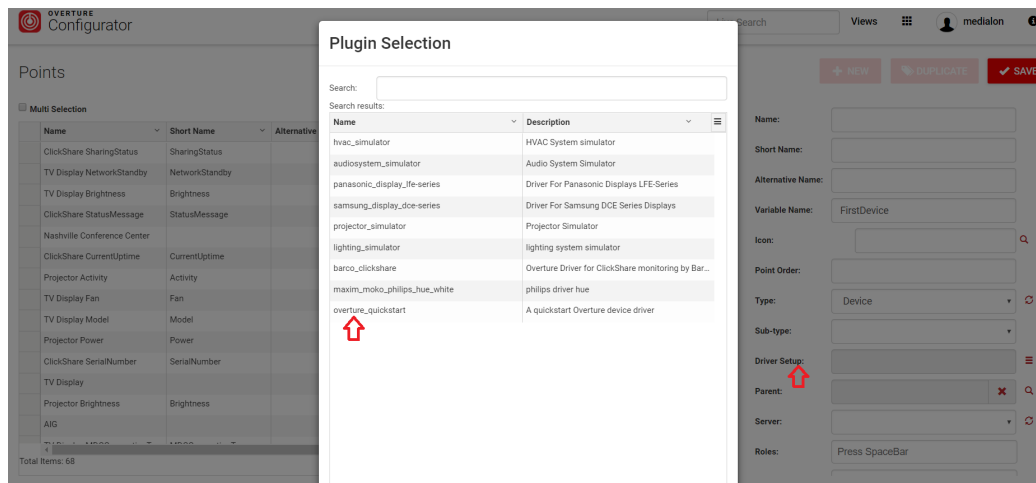 OVERTURE
Configurator
Search
Views
medialon
Points
NEW
DUPLICATE
SAVE
Multi Selection
Name Short Name Alternative
ClickShare SharingStatus SharingStatus
TV Display NetworkStandby NetworkStandby
TV Display Brightness Brightness
ClickShare StatusMessage StatusMessage
Nashville Conference Center
ClickShare CurrentUptime CurrentUptime
Projector Activity Activity
TV Display Fan Fan
TV Display Model Model
Projector Power Power
ClickShare SerialNumber SerialNumber
TV Display
Projector Brightness Brightness
AIG
Total Items: 68
Plugin Selection
Search:
Search results:
Name Description
hvac_simulator HVAC System simulator
audiosystem_simulator Audio System Simulator
panasonic_display_lfe-series Driver For Panasonic Displays LFE-Series
samsung_display_dce-series Driver For Samsung DCE Series Displays
projector_simulator Projector Simulator
lighting_simulator lighting system simulator
barco_clickshare Overture Driver for ClickShare monitoring by Bar...
maxim_moko_philips_hue_white philips driver hue
overture_quickstart A quickstart Overture device driver
Name:
Short Name:
Alternative Name:
Variable Name: FirstDevice
Icon:
Point Order:
Type: Device
Sub-type:
Driver Setup:
Parent:
Server:
Roles: Press SpaceBar